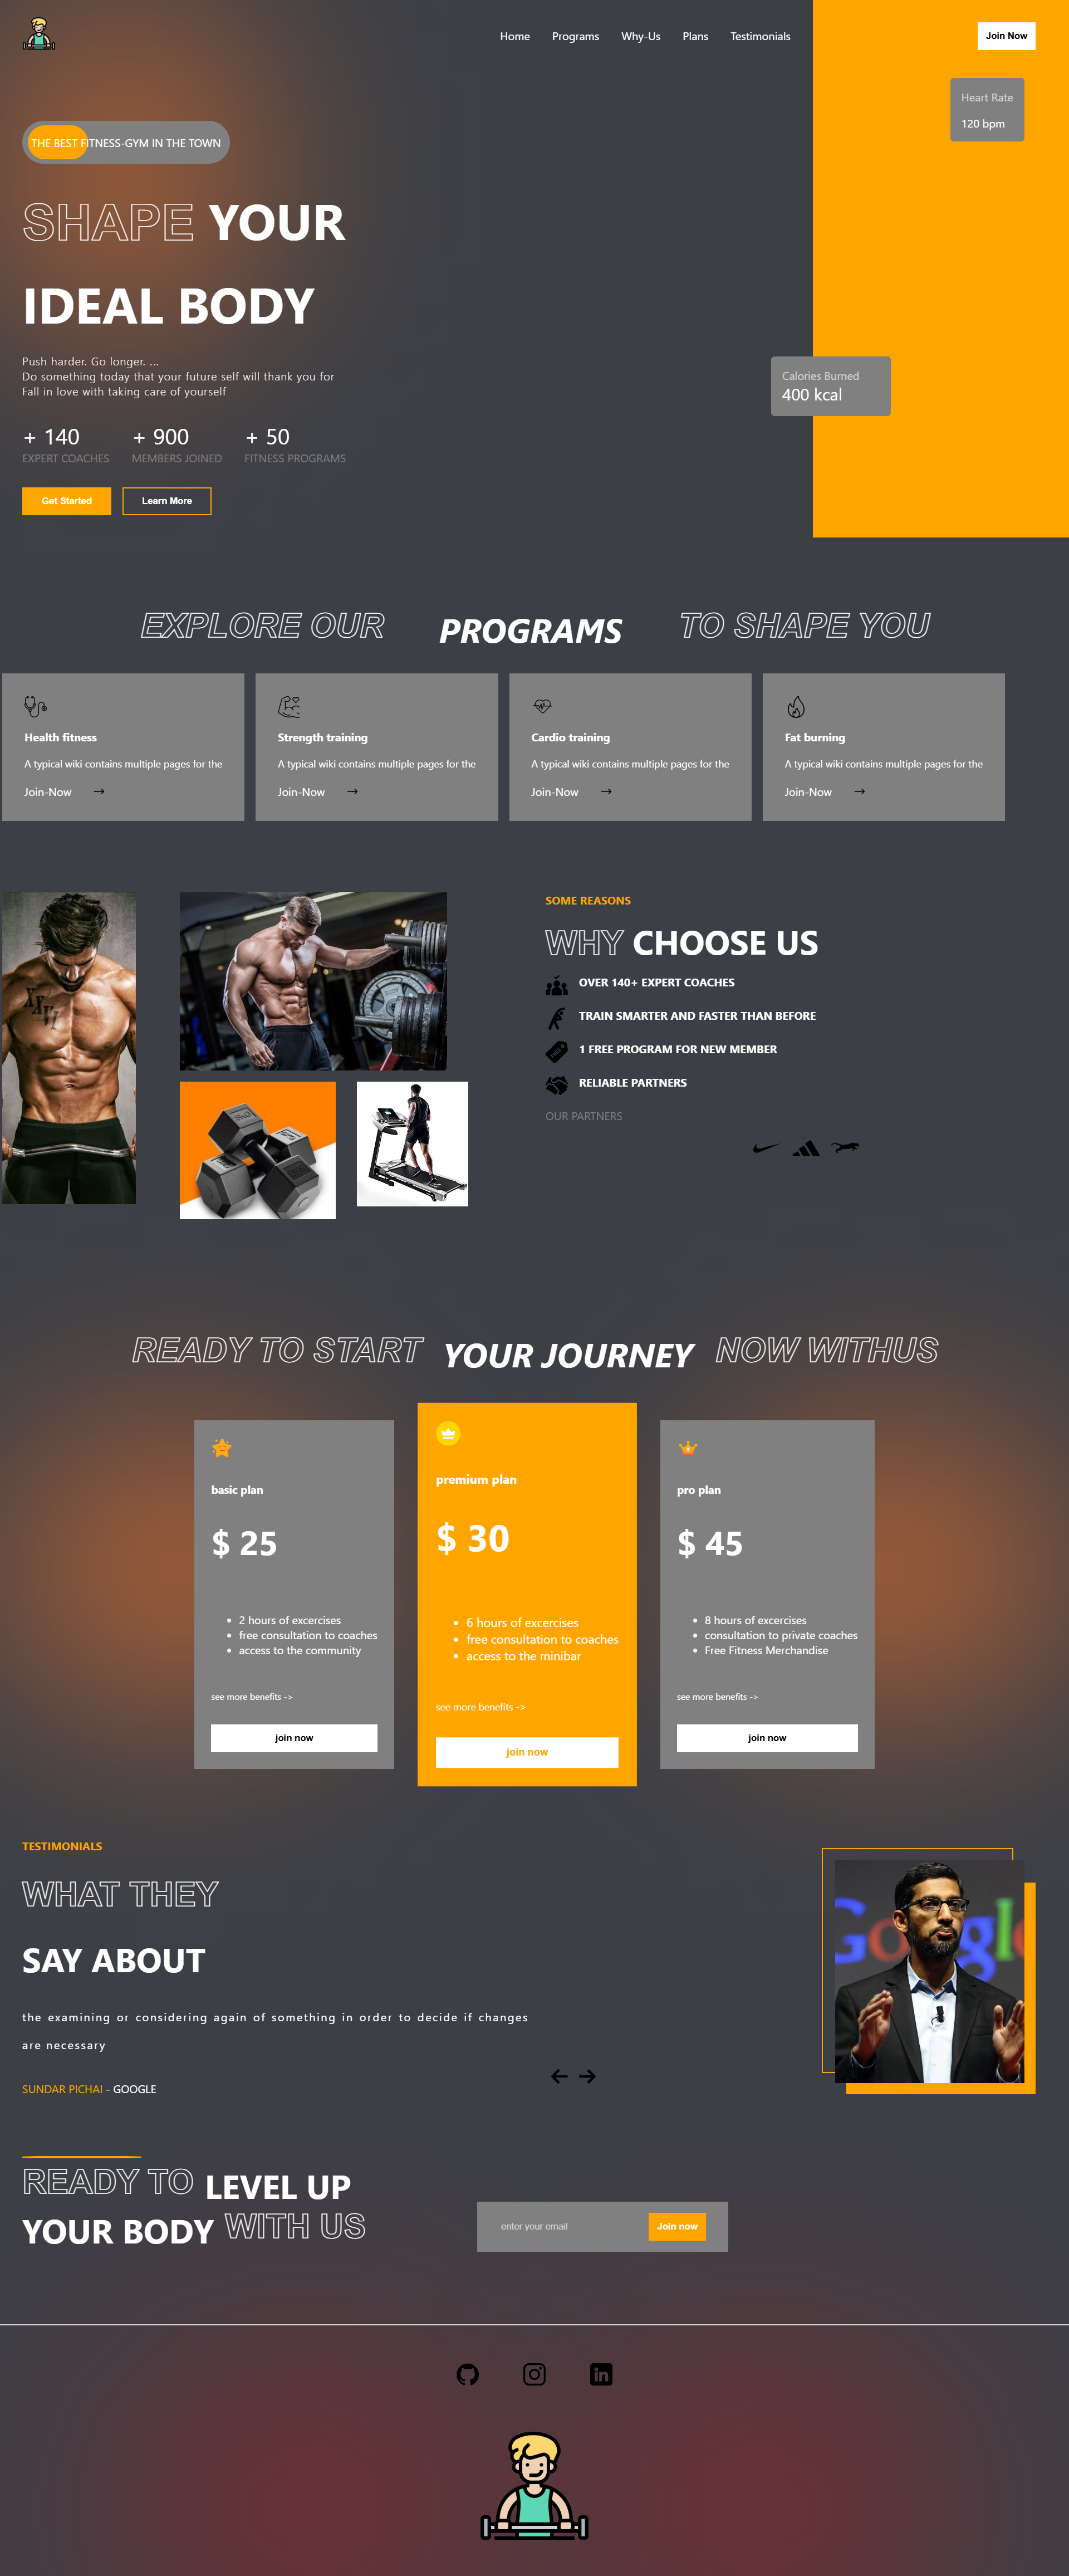 Home Programs Why-Us Plans Testimonials Join Now
Heart Rate
120 bpm
THE BEST FITNESS-GYM IN THE TOWN
SHAPE YOUR
IDEAL BODY
Push harder. Go longer. ...
Do something today that your future self will thank you for
Fall in love with taking care of yourself
Calories Burned
400 kcal
+ 140 + 900 + 50
EXPERT COACHES MEMBERS JOINED FITNESS PROGRAMS
Get Started Learn More
EXPLORE OUR PROGRAMS TO SHAPE YOU
Health fitness
A typical wiki contains multiple pages for the
Join-Now →
Strength training
A typical wiki contains multiple pages for the
Join-Now →
Cardio training
A typical wiki contains multiple pages for the
Join-Now →
Fat burning
A typical wiki contains multiple pages for the
Join-Now →
SOME REASONS
WHY CHOOSE US
OVER 140+ EXPERT COACHES
TRAIN SMARTER AND FASTER THAN BEFORE
1 FREE PROGRAM FOR NEW MEMBER
RELIABLE PARTNERS
OUR PARTNERS
READY TO START YOUR JOURNEY NOW WITHUS
basic plan
$ 25
• 2 hours of excercises
• free consultation to coaches
• access to the community
see more benefits ->
join now
premium plan
$ 30
• 6 hours of excercises
• free consultation to coaches
• access to the minibar
see more benefits ->
join now
pro plan
$ 45
• 8 hours of excercises
• consultation to private coaches
• Free Fitness Merchandise
see more benefits ->
join now
TESTIMONIALS
WHAT THEY
SAY ABOUT
the examining or considering again of something in order to decide if changes
are necessary
SUNDAR PICHAI - GOOGLE
Google
READY TO LEVEL UP
YOUR BODY WITH US
enter your email Join now
in